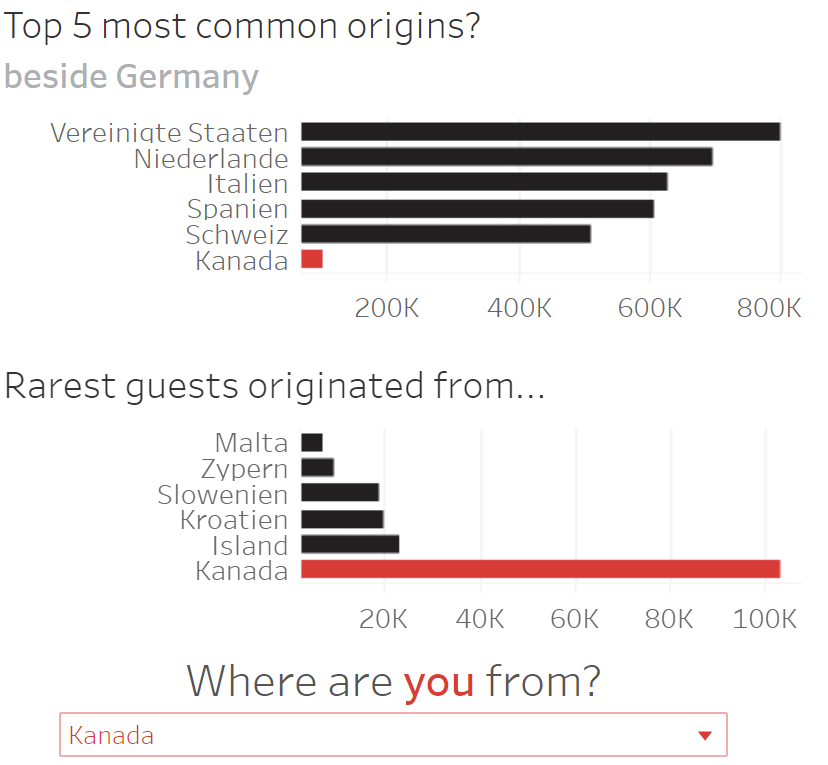 Top 5 most common origins?
beside Germany
Vereinigte Staaten
Niederlande
Italien
Spanien
Schweiz
Kanada
200K 400K 600K 800K
Rarest guests originated from...
Malta
Zypern
Slowenien
Kroatien
Island
Kanada
20K 40K 60K 80K 100K
Where are you from?
Kanada